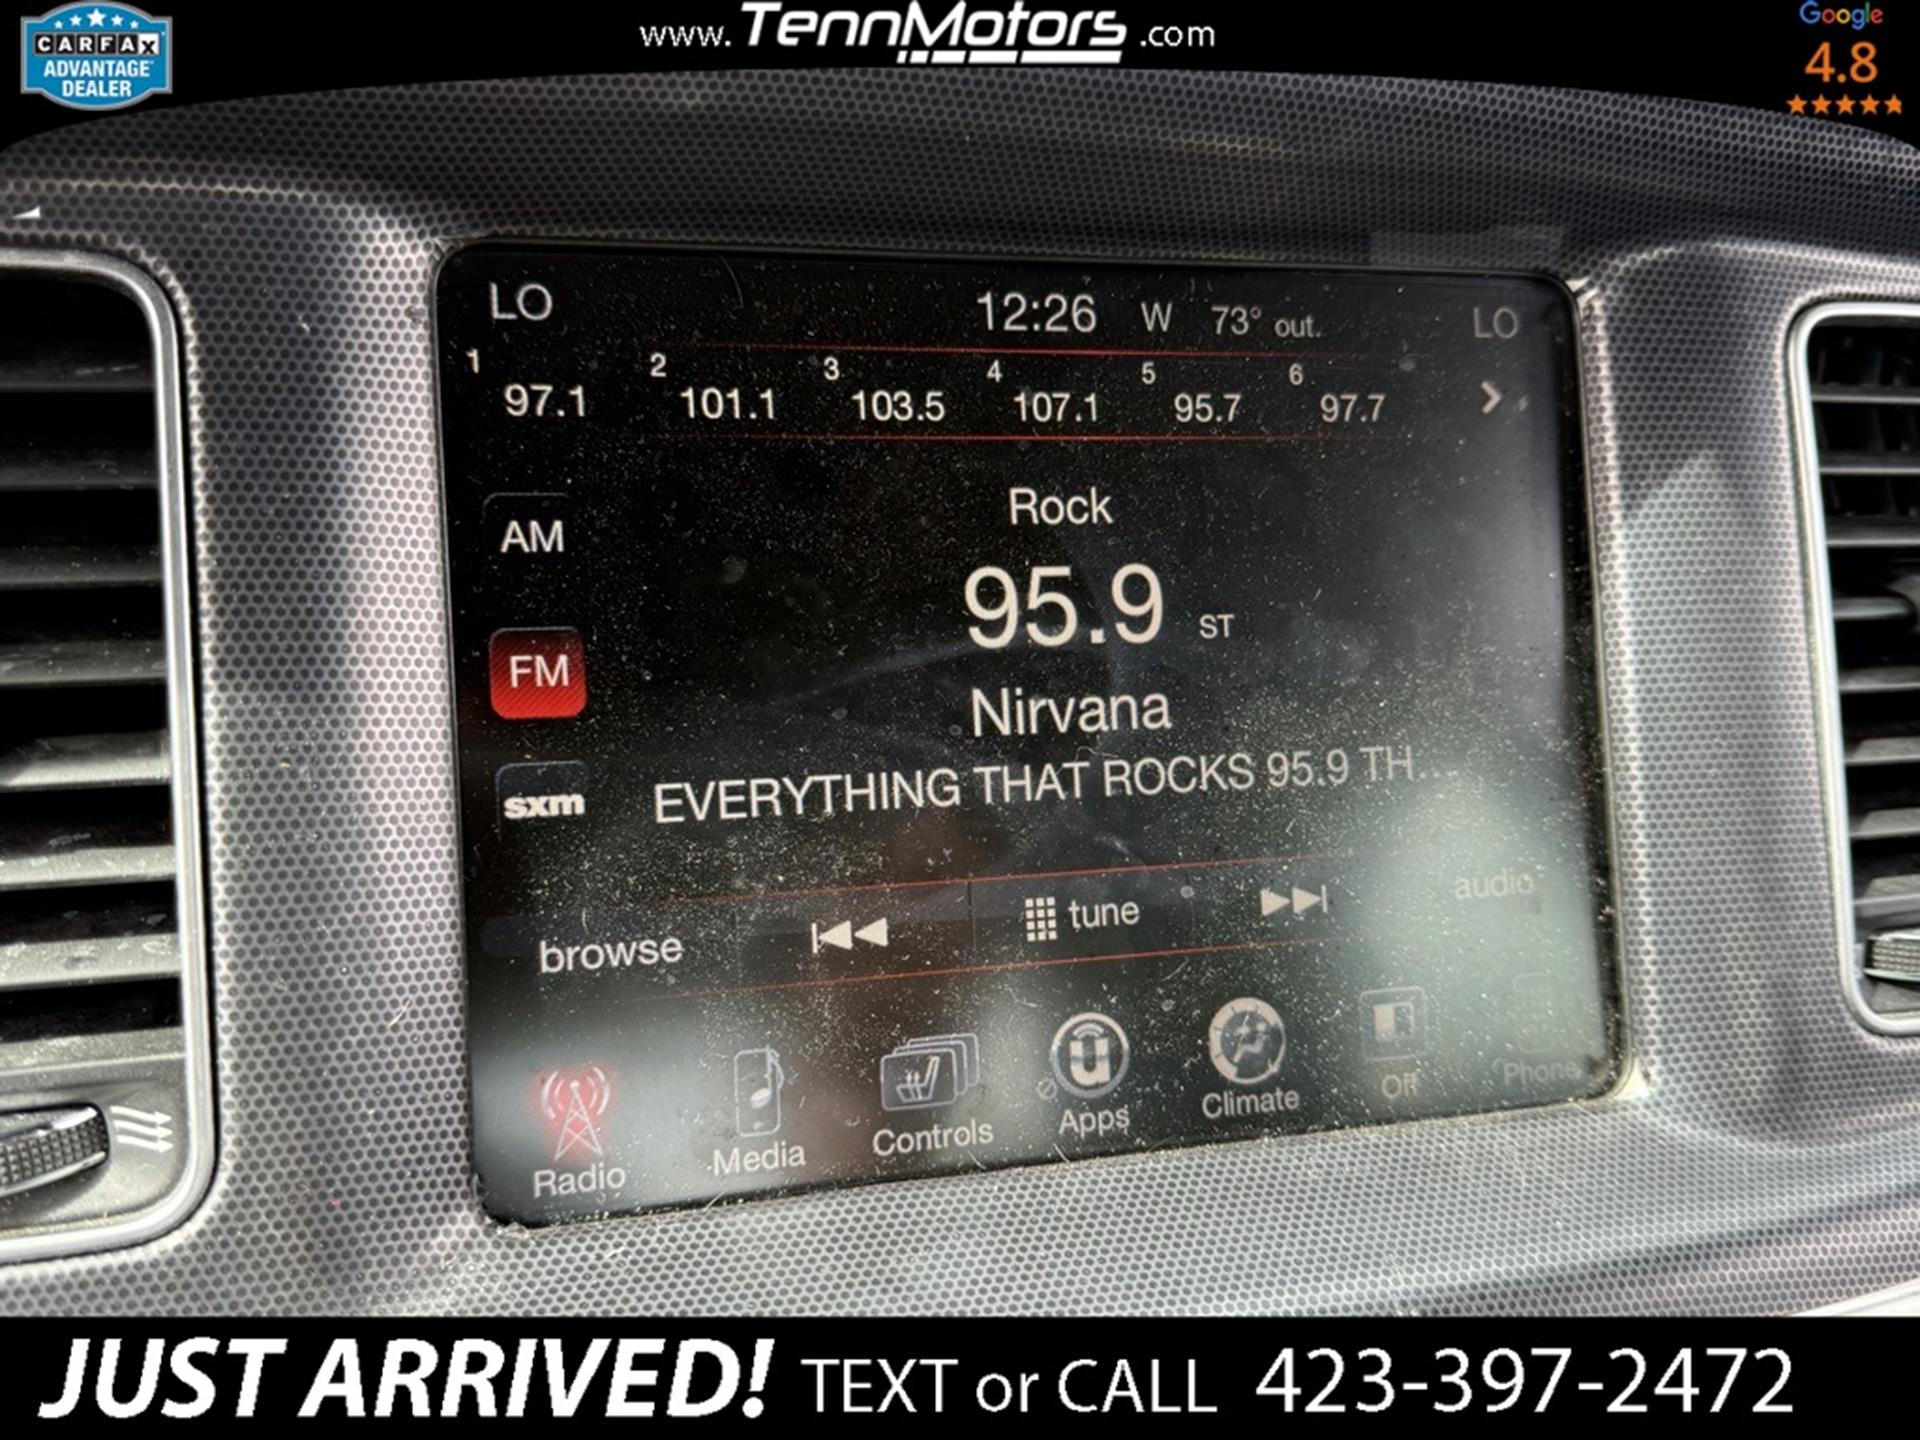 CARFAX
ADVANTAGE
DEALER
www.TennMotors.com
Google
4.8
LO
12:26 W 73° out.
LO
1 2 3 4 5 6
97.1 101.1 103.5 107.1 95.7 97.7
AM
Rock
95.9 ST
FM
Nirvana
EVERYTHING THAT ROCKS 95.9 TH...
sxm
browse
tune
audio
Radio
Media
Controls
Apps
Climate
Off
Phone
JUST ARRIVED! TEXT or CALL 423-397-2472